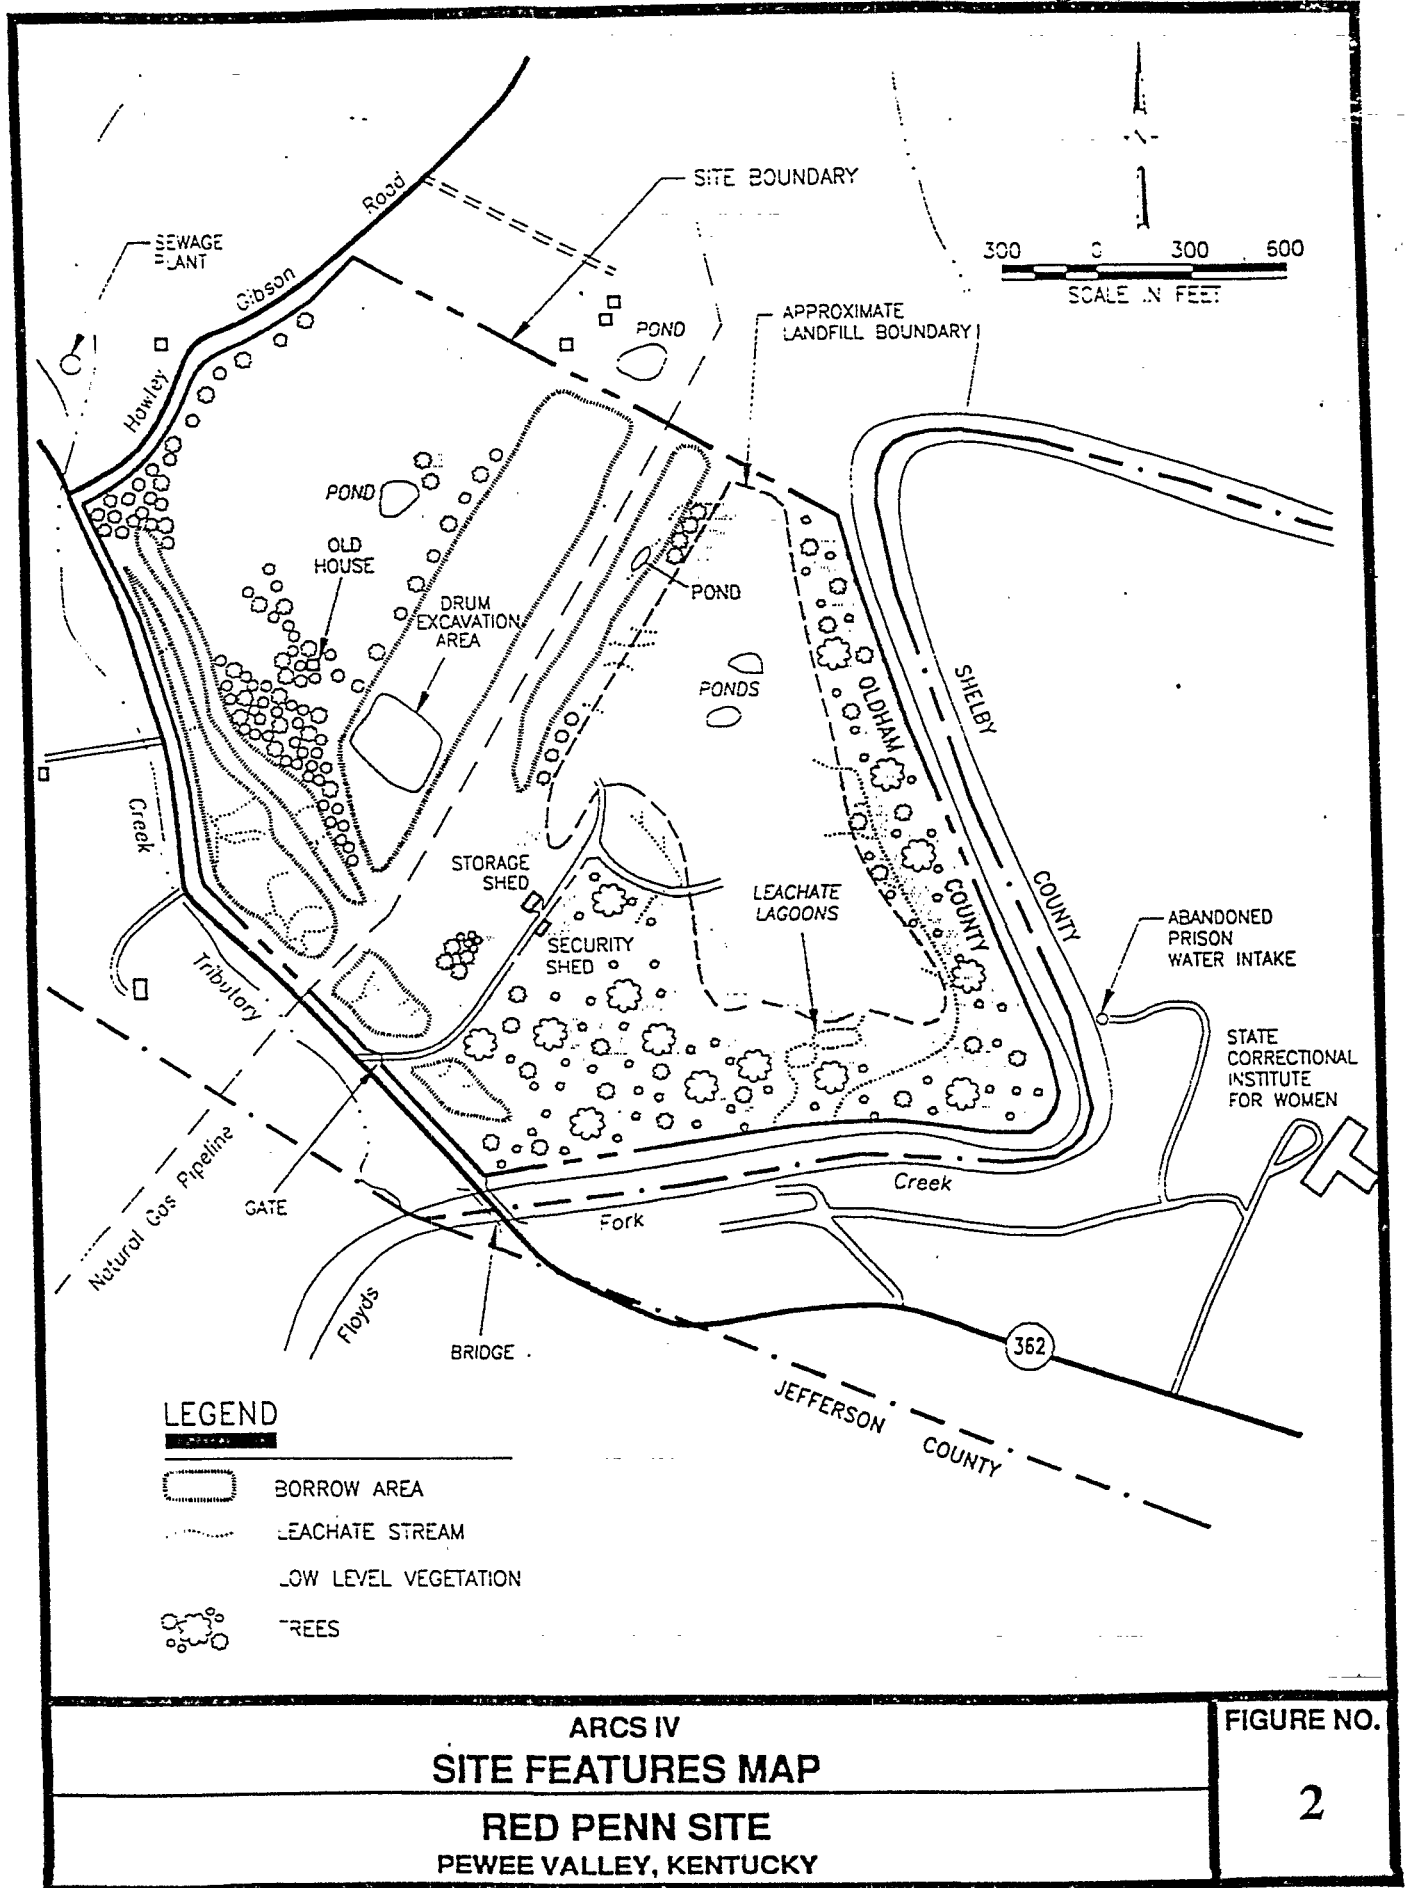 SITE BOUNDARY
SEWAGE
PLANT
Road
Gibson
Hawley
300 0 300 600
SCALE IN FEET
APPROXIMATE
LANDFILL BOUNDARY
POND
POND
OLD
HOUSE
DRUM
EXCAVATION
AREA
POND
PONDS
SHELBY
COUNTY
OLDHAM
COUNTY
Creek
Tributary
STORAGE
SHED
SECURITY
SHED
LEACHATE
LAGOONS
ABANDONED
PRISON
WATER INTAKE
STATE
CORRECTIONAL
INSTITUTE
FOR WOMEN
Natural Gas Pipeline
GATE
Floyds
Fork
Creek
BRIDGE
362
JEFFERSON
COUNTY
LEGEND
BORROW AREA
LEACHATE STREAM
LOW LEVEL VEGETATION
TREES
ARCS IV
SITE FEATURES MAP
RED PENN SITE
PEWEE VALLEY, KENTUCKY
FIGURE NO.
2